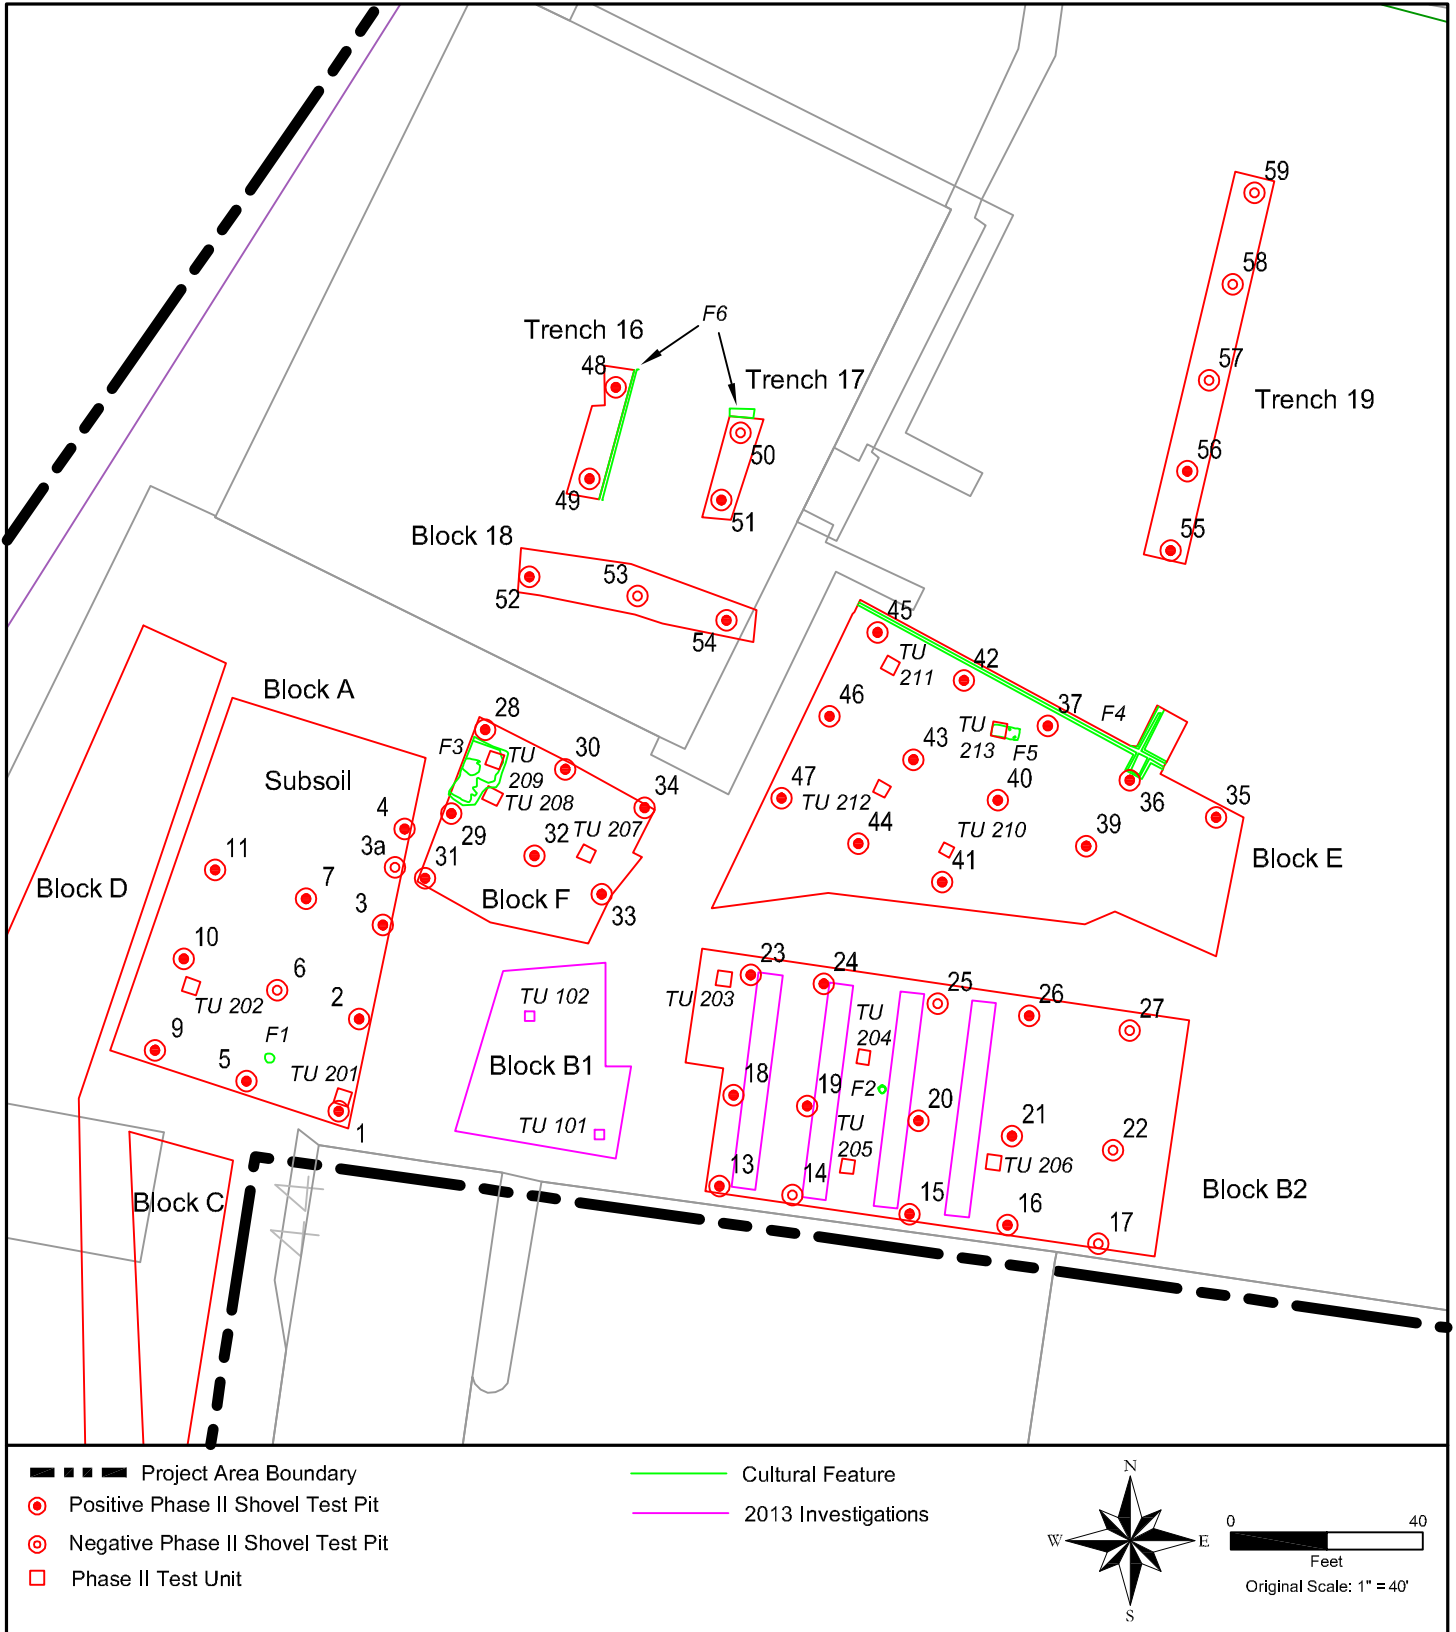 59
58
F6
Trench 16
48
Trench 17
57
Trench 19
50
56
49
51
Block 18
55
53
52
45
54
TU
211
42
Block A
46
28
37
F4
F3
TU
209
30
TU
213
F5
43
Subsoil
34
47
40
TU 208
TU 212
36
35
4
29
32
TU 207
44
TU 210
39
3a
11
31
41
Block E
Block D
7
Block F
3
33
10
23
24
6
25
26
TU 203
TU 202
2
TU 102
TU
204
27
9
F1
Block B1
5
TU 201
18
19
F2
20
TU
205
21
22
1
TU 101
TU 206
13
14
Block C
15
16
Block B2
17
Project Area Boundary
Positive Phase II Shovel Test Pit
Negative Phase II Shovel Test Pit
Phase II Test Unit
Cultural Feature
2013 Investigations
N
W
E
S
0
40
Feet
Original Scale: 1" = 40'